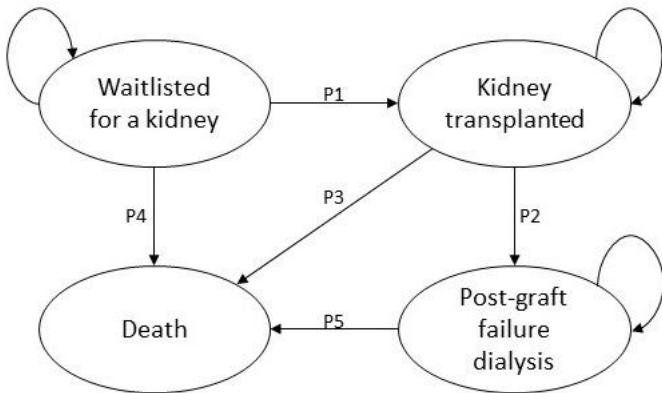 Waitlisted
for a kidney
P1
Kidney
transplanted
P4
P3
P2
Death
P5
Post-graft
failure
dialysis